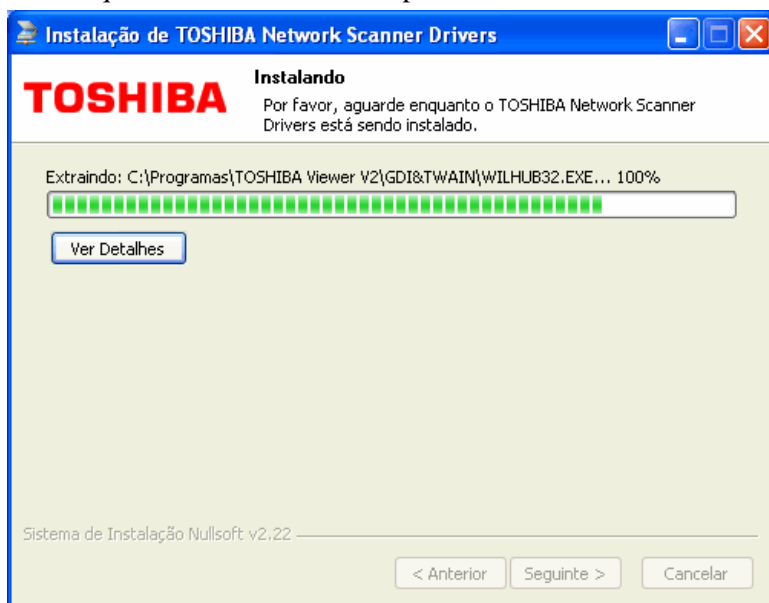 Instalação de TOSHIBA Network Scanner Drivers
TOSHIBA
Instalando
Por favor, aguarde enquanto o TOSHIBA Network Scanner
Drivers está sendo instalado.
Extraindo: C:\Programas\TOSHIBA Viewer V2\GDI&TWAIN\WILHUB32.EXE... 100%
Ver Detalhes
Sistema de Instalação Nullsoft v2.22
< Anterior
Seguinte >
Cancelar